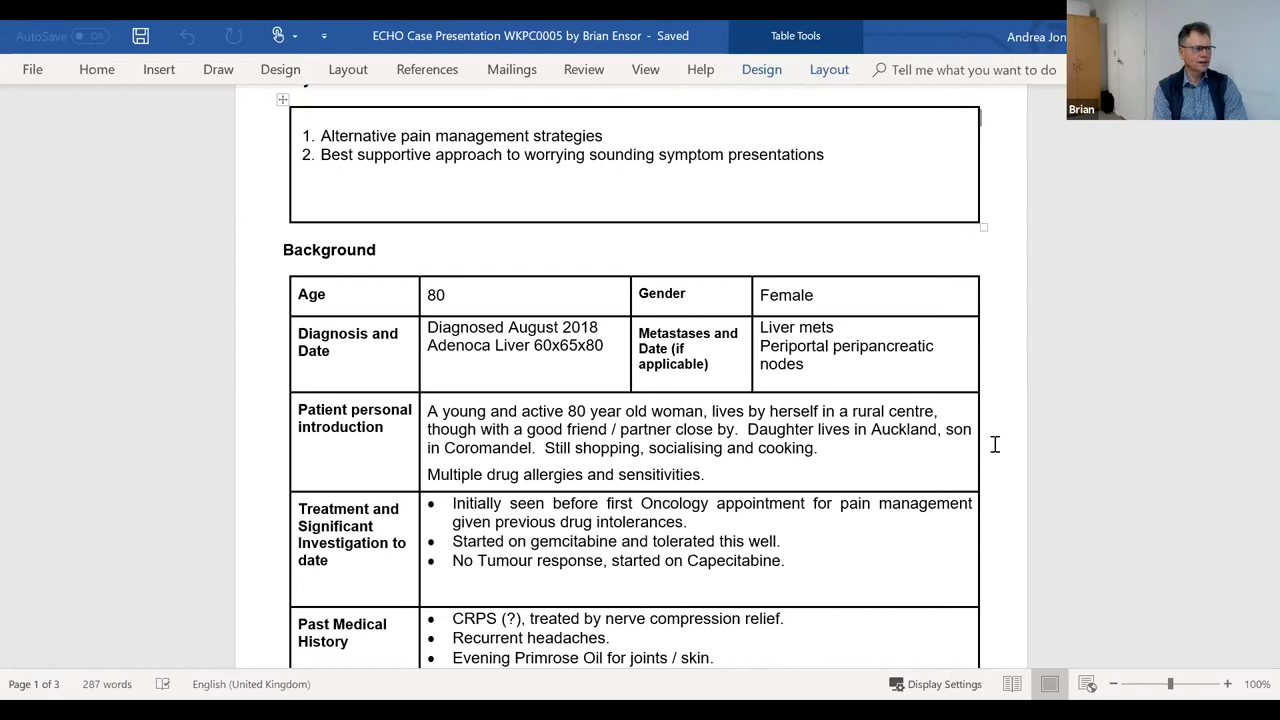 AutoSave Off
ECHO Case Presentation WKPC0005 by Brian Ensor - Saved
Table Tools
Andrea Jon
File Home Insert Draw Design Layout References Mailings Review View Help Design Layout Tell me what you want to do
Brian
1. Alternative pain management strategies
2. Best supportive approach to worrying sounding symptom presentations
Background
Age 80 Gender Female
Diagnosis and Date
Diagnosed August 2018
Adenoca Liver 60x65x80
Metastases and
Date (if
applicable)
Liver mets
Periportal peripancreatic
nodes
Patient personal
introduction
A young and active 80 year old woman, lives by herself in a rural centre,
though with a good friend / partner close by. Daughter lives in Auckland, son
in Coromandel. Still shopping, socialising and cooking.
Multiple drug allergies and sensitivities.
Treatment and
Significant
Investigation to
date
• Initially seen before first Oncology appointment for pain management
given previous drug intolerances.
• Started on gemcitabine and tolerated this well.
• No Tumour response, started on Capecitabine.
Past Medical
History
• CRPS (?), treated by nerve compression relief.
• Recurrent headaches.
• Evening Primrose Oil for joints / skin.
Page 1 of 3 287 words English (United Kingdom) Display Settings 100%